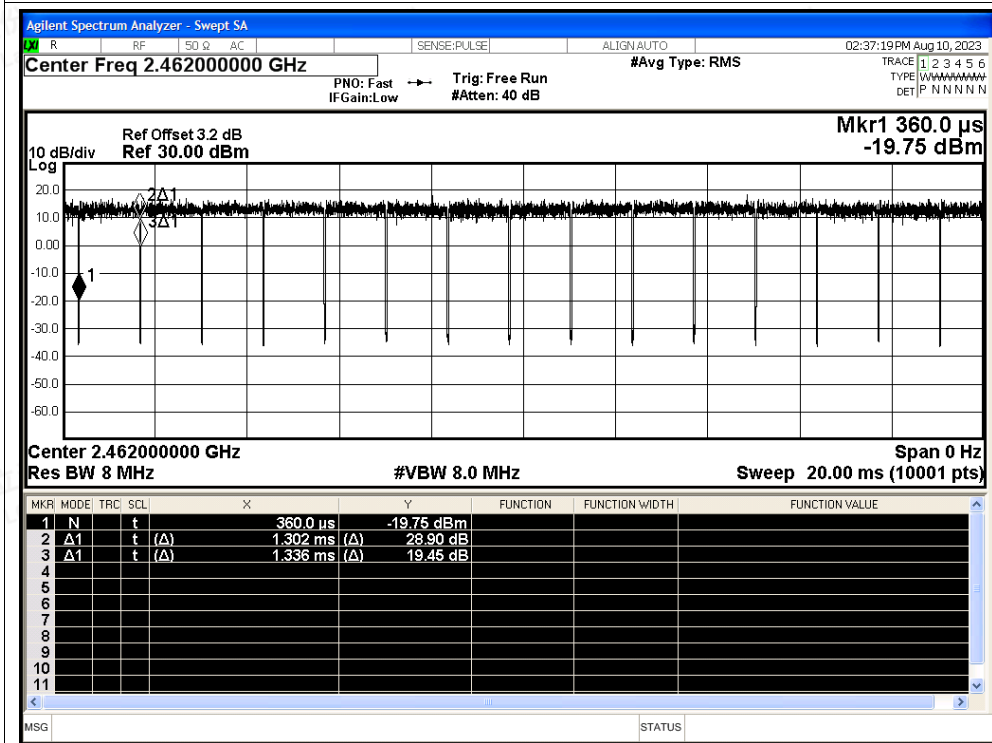 Agilent Spectrum Analyzer - Swept SA
LXI R RF 50 Ω AC SENSE:PULSE ALIGN AUTO 02:37:19 PM Aug 10, 2023
Center Freq 2.462000000 GHz
#Avg Type: RMS
TRACE 1 2 3 4 5 6
PNO: Fast Trig: Free Run
TYPE
IFGain:Low #Atten: 40 dB
DET P N N N N N
Mkr1 360.0 µs
-19.75 dBm
Ref Offset 3.2 dB
10 dB/div Ref 30.00 dBm
Log
20.0
10.0
0.00
-10.0
-20.0
-30.0
-40.0
-50.0
-60.0
2Δ1
3Δ1
1
Center 2.462000000 GHz Span 0 Hz
Res BW 8 MHz #VBW 8.0 MHz Sweep 20.00 ms (10001 pts)
MKR MODE TRC SCL X Y FUNCTION FUNCTION WIDTH FUNCTION VALUE
1 N t 360.0 µs -19.75 dBm
2 Δ1 t (Δ) 1.302 ms (Δ) 28.90 dB
3 Δ1 t (Δ) 1.336 ms (Δ) 19.45 dB
4
5
6
7
8
9
10
11
MSG STATUS